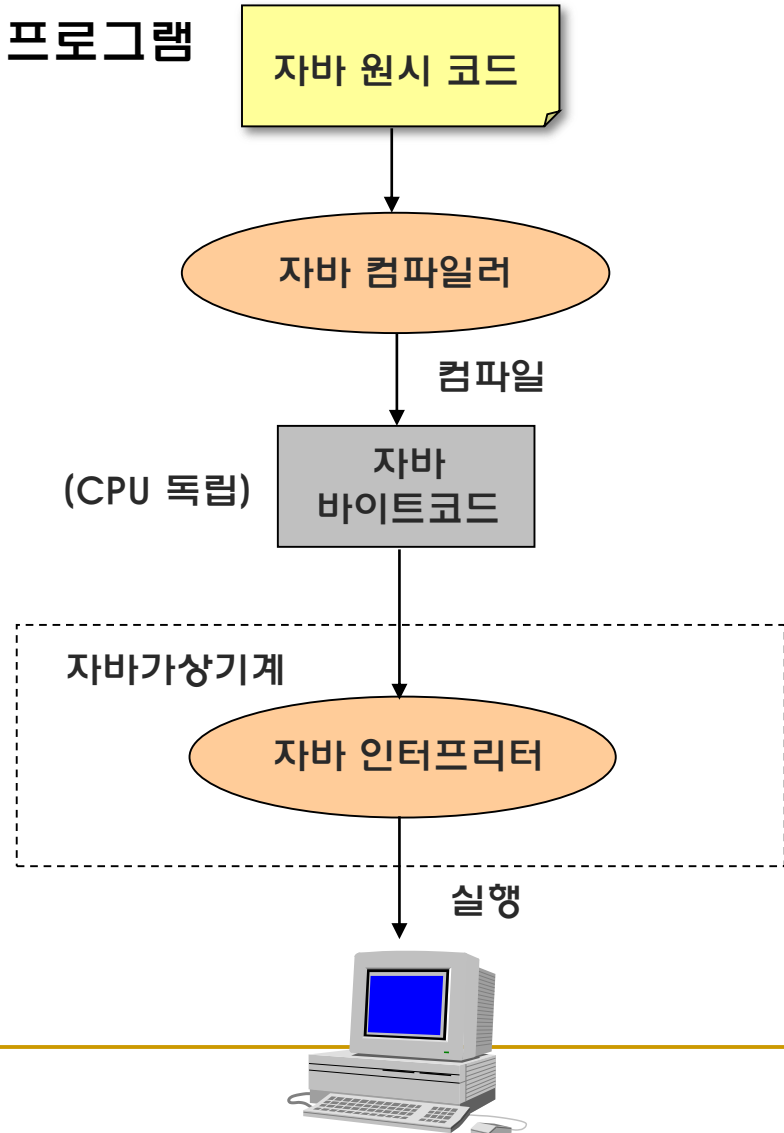 프로그램
자바 원시 코드
자바 컴파일러
컴파일
(CPU 독립)
자바
바이트코드
자바가상기계
자바 인터프리터
실행